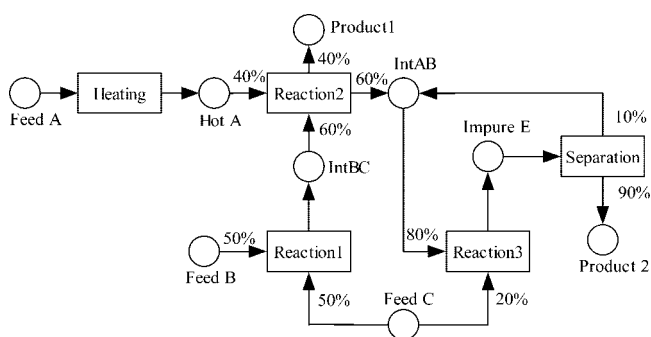 Product1
40%
IntAB
40%
60%
Heating
Reaction2
Feed A
Hot A
60%
Impure E
10%
Separation
IntBC
90%
50%
80%
Reaction1
Reaction3
Feed B
Product 2
Feed C
50%
20%